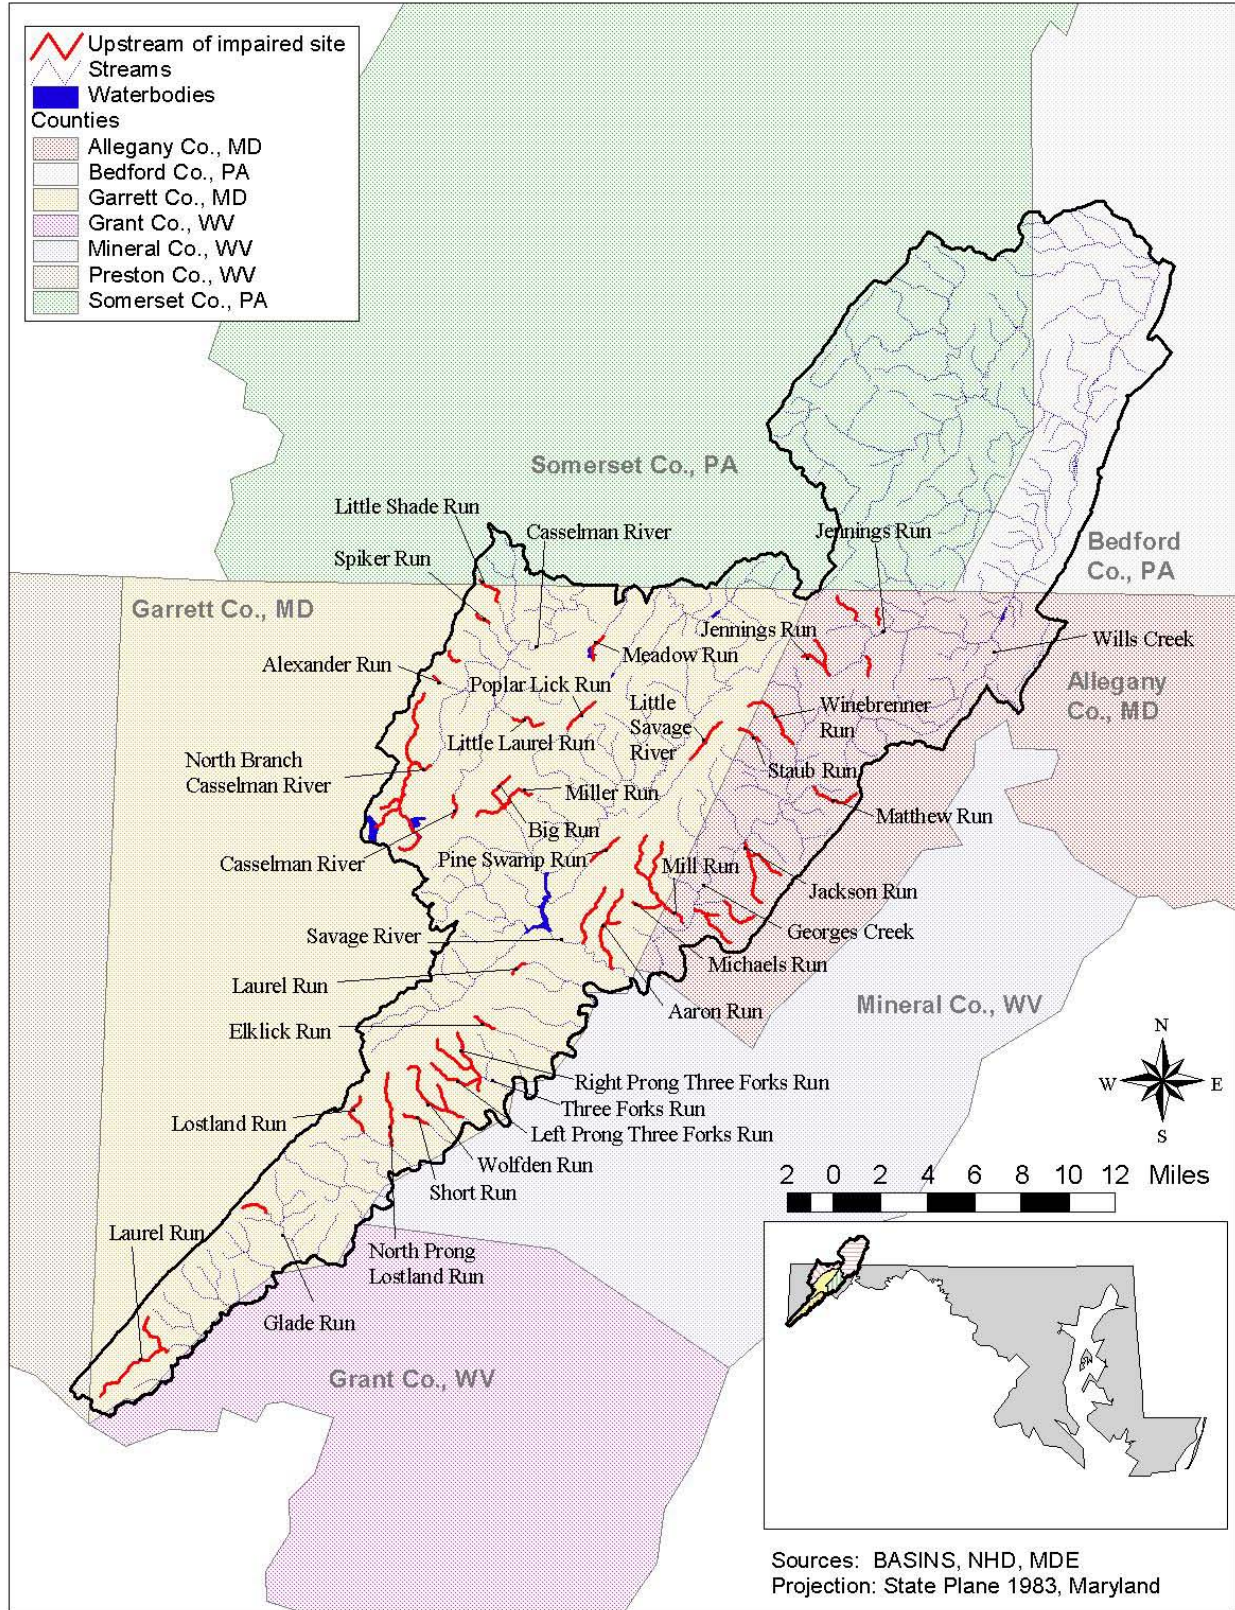 Upstream of impaired site
Streams
Waterbodies
Counties
Allegany Co., MD
Bedford Co., PA
Garrett Co., MD
Grant Co., WV
Mineral Co., WV
Preston Co., WV
Somerset Co., PA
Somerset Co., PA
Little Shade Run
Casselman River
Jennings Run
Spiker Run
Bedford
Co., PA
Garrett Co., MD
Jennings Run
Wills Creek
Meadow Run
Alexander Run
Poplar Lick Run
Allegany
Co., MD
Little
Savage
River
Winebrenner
Run
Little Laurel Run
North Branch
Casselman River
Staub Run
Miller Run
Matthew Run
Big Run
Casselman River
Pine Swamp Run
Mill Run
Jackson Run
Savage River
Georges Creek
Michaels Run
Laurel Run
Aaron Run
Mineral Co., WV
Elklick Run
Right Prong Three Forks Run
Three Forks Run
Lostland Run
Left Prong Three Forks Run
Wolfden Run
Short Run
Laurel Run
North Prong
Lostland Run
Glade Run
Grant Co., WV
N
W E
S
2 0 2 4 6 8 10 12 Miles
Sources: BASINS, NHD, MDE
Projection: State Plane 1983, Maryland